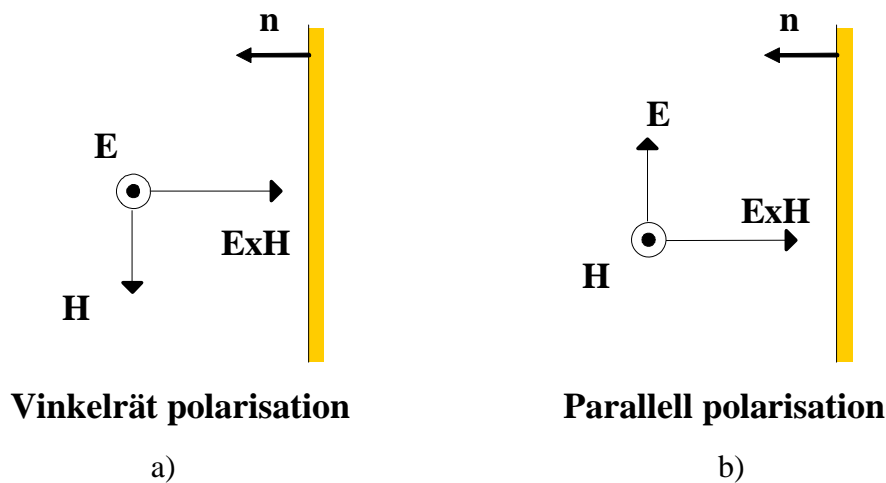 n
E
ExH
H
Vinkelrät polarisation
a)
n
E
ExH
H
Parallell polarisation
b)